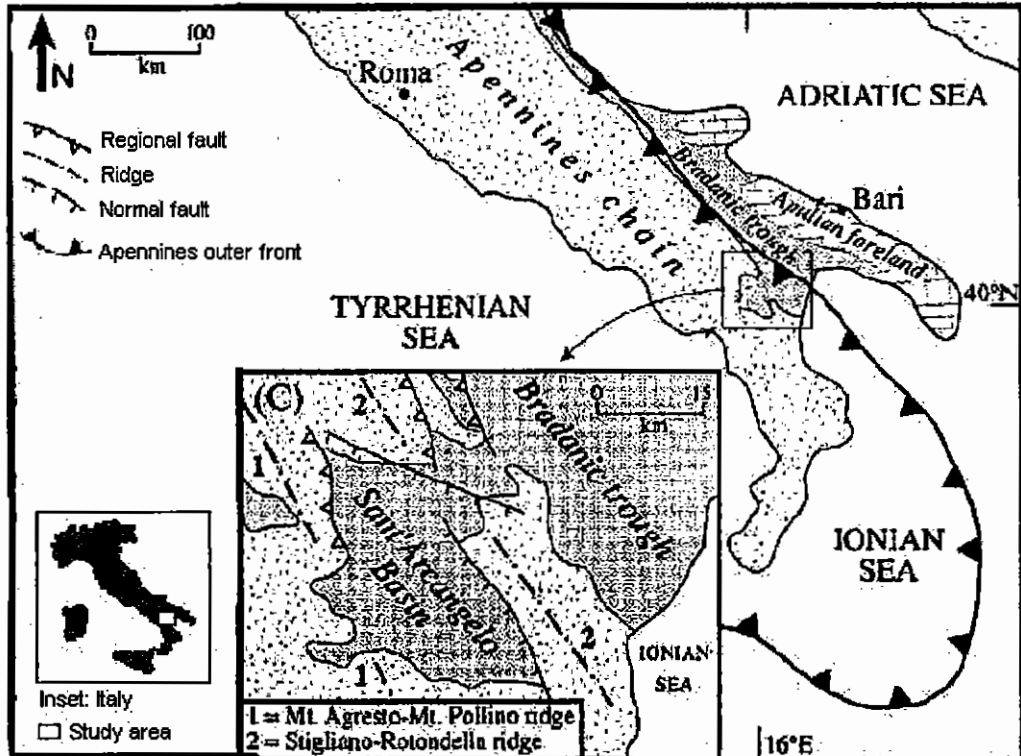 0 100
km
N
Regional fault
Ridge
Normal fault
Apennines outer front
Roma
Apennines chain
ADRIATIC SEA
Bradanic trough
Apulian foreland
Bari
40°N
TYRRHENIAN
SEA
IONIAN
SEA
16°E
(C)
0 15
km
1
2
Bradanic trough
Sant'Arcangelo
Basin
1
2
IONIAN
SEA
1 = Mt. Agresto-Mt. Pollino ridge
2 = Stigliano-Rotondella ridge
Inset: Italy
Study area